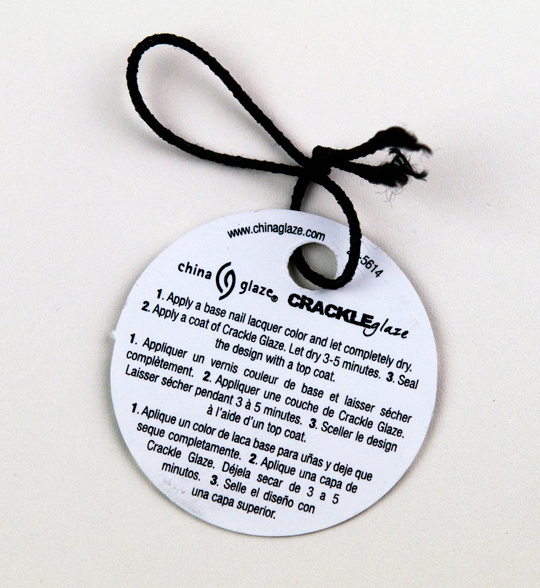 www.chinaglaze.com
-5614
china glaze®
CRACKLEglaze
1. Apply a base nail lacquer color and let completely dry.
2. Apply a coat of Crackle Glaze. Let dry 3-5 minutes. 3. Seal
the design with a top coat.
1. Appliquer un vernis couleur de base et laisser sécher
complètement. 2. Appliquer une couche de Crackle Glaze.
Laisser sécher pendant 3 à 5 minutes. 3. Sceller le design
à l'aide d'un top coat.
1. Aplique un color de laca base para uñas y deje que
seque completamente. 2. Aplique una capa de
Crackle Glaze. Déjela secar de 3 a 5
minutos. 3. Selle el diseño con
una capa superior.